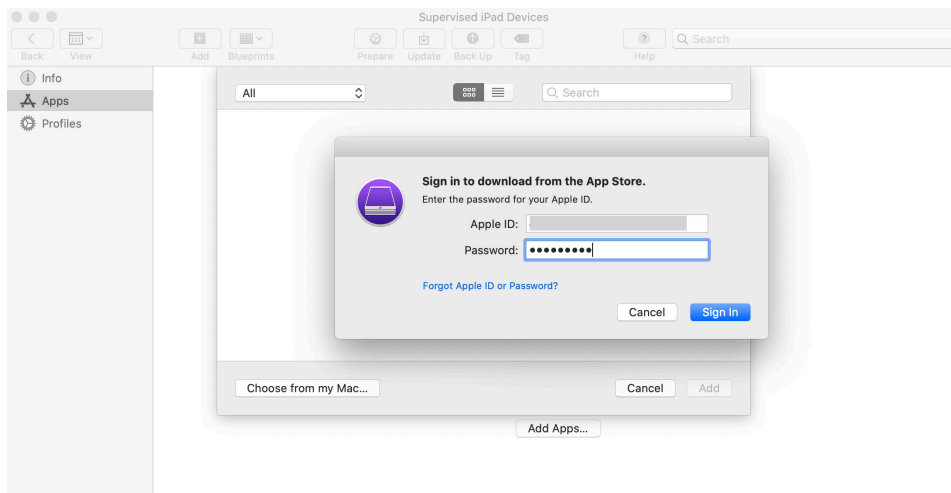 Supervised iPad Devices
Back View Add Blueprints Prepare Update Back Up Tag Help Search
Info
Apps
Profiles
All Search
Sign in to download from the App Store.
Enter the password for your Apple ID.
Apple ID:
Password: •••••••••
Forgot Apple ID or Password?
Cancel Sign In
Choose from my Mac... Cancel Add
Add Apps...